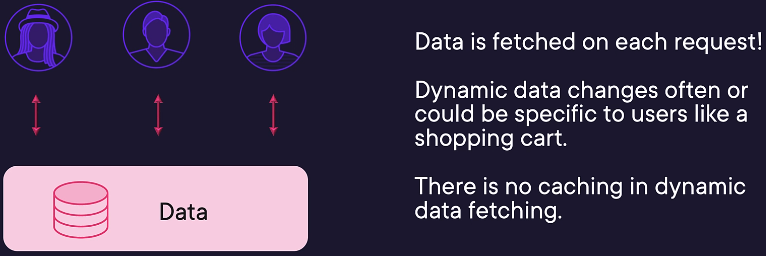 Data is fetched on each request!
Dynamic data changes often or
could be specific to users like a
shopping cart.
There is no caching in dynamic
data fetching.
Data